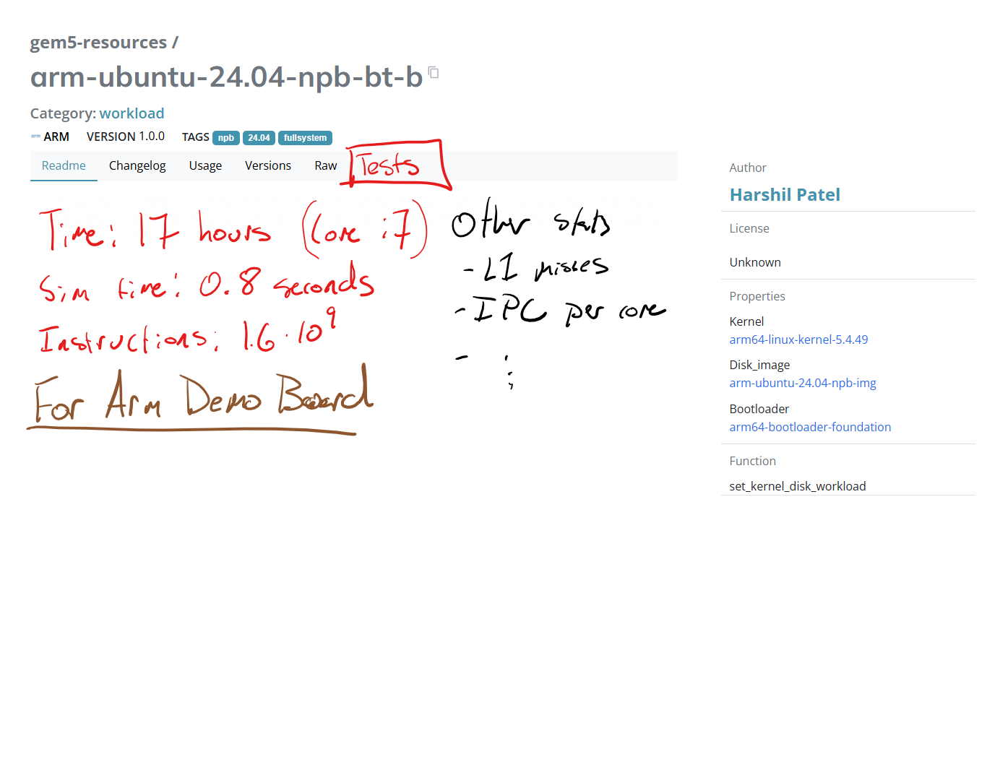 gem5-resources /
arm-ubuntu-24.04-npb-bt-b
Category: workload
arm ARM VERSION 1.0.0 TAGS npb 24.04 fullsystem
Readme Changelog Usage Versions Raw Tests
Time: 17 hours (Core i7)
Sim time: 0.8 seconds
Instructions: 1.6 · 10^9
For Arm Demo Board
Other stats
- L1 misses
- IPC per core
- ⋮
Author
Harshil Patel
License
Unknown
Properties
Kernel
arm64-linux-kernel-5.4.49
Disk_image
arm-ubuntu-24.04-npb-img
Bootloader
arm64-bootloader-foundation
Function
set_kernel_disk_workload